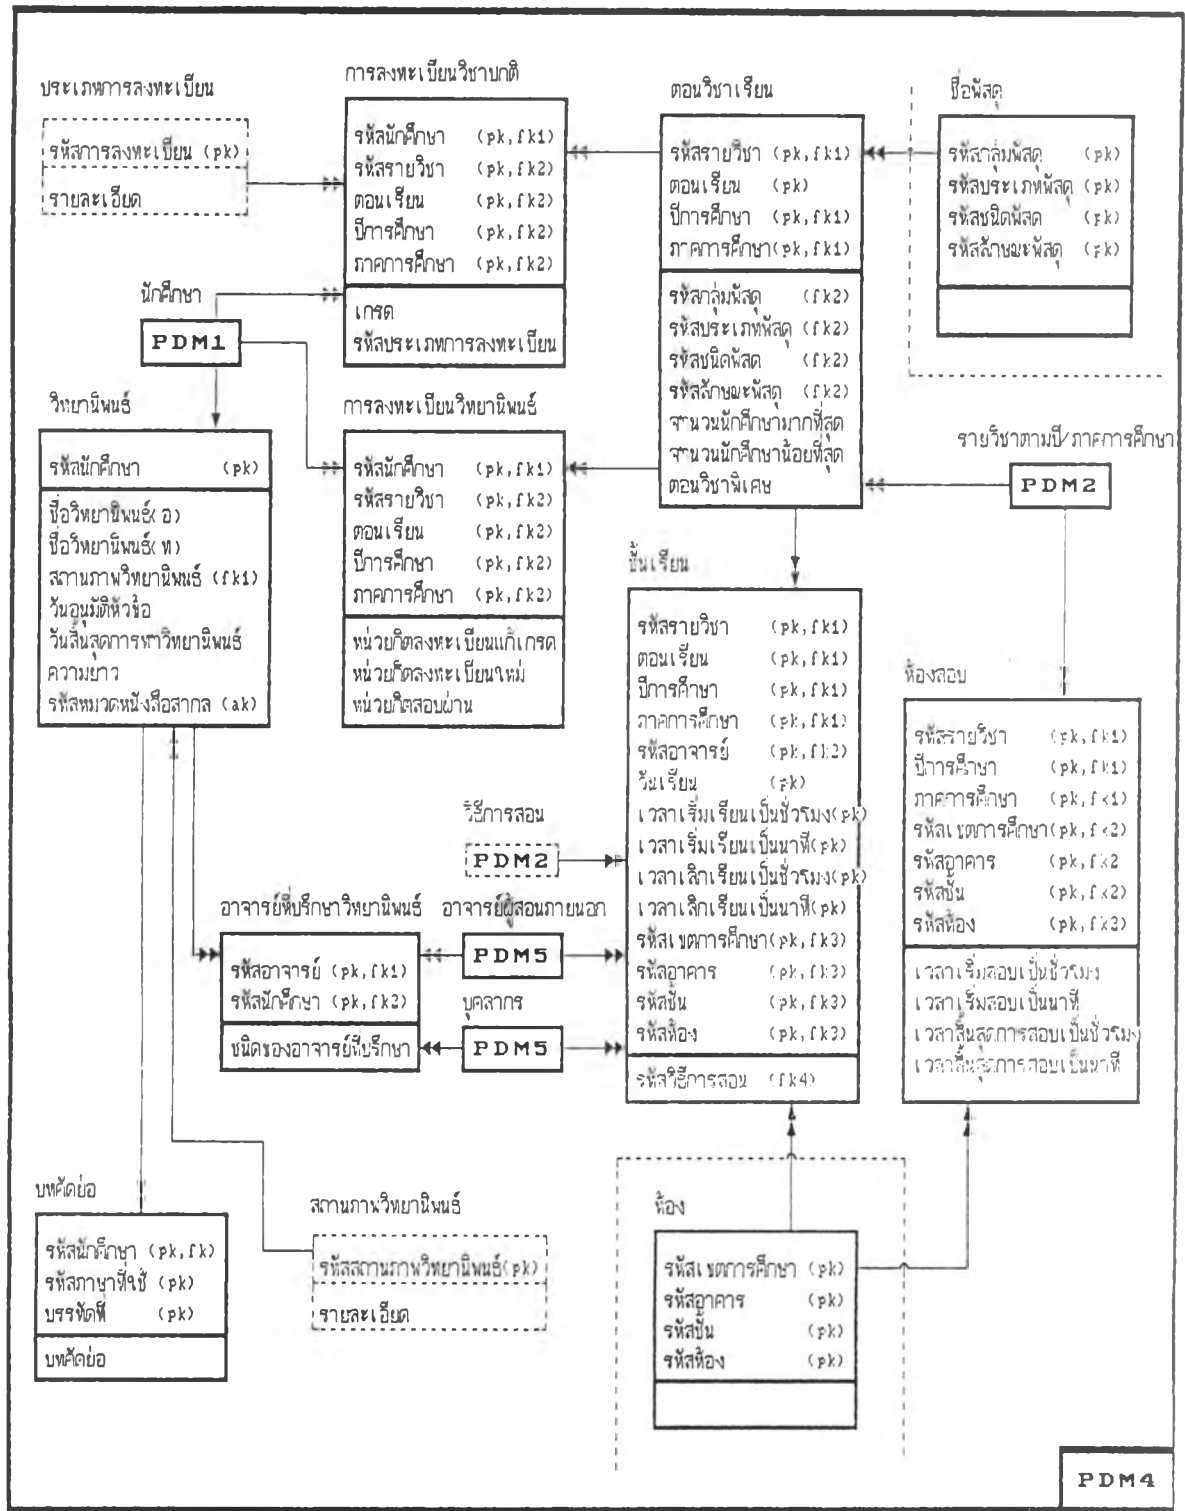 ประเภทการลงทะเบียน
รหัสการลงทะเบียน (pk)
รายละเอียด
การลงทะเบียนวิชาปกติ
รหัสนักศึกษา (pk,fk1)
รหัสรายวิชา (pk,fk2)
ตอนเรียน (pk,fk2)
ปีการศึกษา (pk,fk2)
ภาคการศึกษา (pk,fk2)
เกรด
รหัสประเภทการลงทะเบียน
ตอนวิชาเรียน
รหัสรายวิชา (pk,fk1)
ตอนเรียน (pk)
ปีการศึกษา (pk,fk1)
ภาคการศึกษา(pk,fk1)
รหัสกลุ่มพัสดุ (fk2)
รหัสประเภทพัสดุ (fk2)
รหัสชนิดพัสด (fk2)
รหัสลักษณะพัสดุ (fk2)
จำนวนนักศึกษามากที่สุด
จำนวนนักศึกษาน้อยที่สุด
ตอนวิชาพิเศษ
ชื่อพัสดุ
รหัสกลุ่มพัสดุ (pk)
รหัสประเภทพัสดุ (pk)
รหัสชนิดพัสด (pk)
รหัสลักษณะพัสดุ (pk)
นักศึกษา
PDM1
วิทยานิพนธ์
รหัสนักศึกษา (pk)
ชื่อวิทยานิพนธ์(อ)
ชื่อวิทยานิพนธ์(ท)
สถานภาพวิทยานิพนธ์ (fk1)
วันอนุมัติหัวข้อ
วันสิ้นสุดการทำวิทยานิพนธ์
ความยาว
รหัสหมวดหนังสือสากล (ak)
การลงทะเบียนวิทยานิพนธ์
รหัสนักศึกษา (pk,fk1)
รหัสรายวิชา (pk,fk2)
ตอนเรียน (pk,fk2)
ปีการศึกษา (pk,fk2)
ภาคการศึกษา (pk,fk2)
หน่วยกิตลงทะเบียนแก้เกรด
หน่วยกิตลงทะเบียนใหม่
หน่วยกิตสอบผ่าน
รายวิชาตามปี/ภาคการศึกษา
PDM2
ชั้นเรียน
รหัสรายวิชา (pk,fk1)
ตอนเรียน (pk,fk1)
ปีการศึกษา (pk,fk1)
ภาคการศึกษา (pk,fk1)
รหัสอาจารย์ (pk,fk2)
วันเรียน (pk)
เวลาเริ่มเรียนเป็นชั่วโมง(pk)
เวลาเริ่มเรียนเป็นนาที(pk)
เวลาเลิกเรียนเป็นชั่วโมง(pk)
เวลาเลิกเรียนเป็นนาที(pk)
รหัสเขตการศึกษา(pk,fk3)
รหัสอาคาร (pk,fk3)
รหัสชั้น (pk,fk3)
รหัสห้อง (pk,fk3)
รหัสวิธีการสอน (fk4)
ห้องสอบ
รหัสรายวิชา (pk,fk1)
ปีการศึกษา (pk,fk1)
ภาคการศึกษา (pk,fk1)
รหัสเขตการศึกษา(pk,fk2)
รหัสอาคาร (pk,fk2
รหัสชั้น (pk,fk2)
รหัสห้อง (pk,fk2)
เวลาเริ่มสอบเป็นชั่วโมง
เวลาเริ่มสอบเป็นนาที
เวลาสิ้นสุดการสอบเป็นชั่วโมง
เวลาสิ้นสุดการสอบเป็นนาที
วิธีการสอน
PDM2
อาจารย์ที่ปรึกษาวิทยานิพนธ์
รหัสอาจารย์ (pk,fk1)
รหัสนักศึกษา (pk,fk2)
ชนิดของอาจารย์ที่ปรึกษา
อาจารย์ผู้สอนภายนอก
PDM5
บุคลากร
PDM5
บทคัดย่อ
รหัสนักศึกษา (pk,fk)
รหัสภาษาที่ใช้ (pk)
บรรทัดที่ (pk)
บทคัดย่อ
สถานภาพวิทยานิพนธ์
รหัสสถานภาพวิทยานิพนธ์(pk)
รายละเอียด
ห้อง
รหัสเขตการศึกษา (pk)
รหัสอาคาร (pk)
รหัสชั้น (pk)
รหัสห้อง (pk)
PDM4